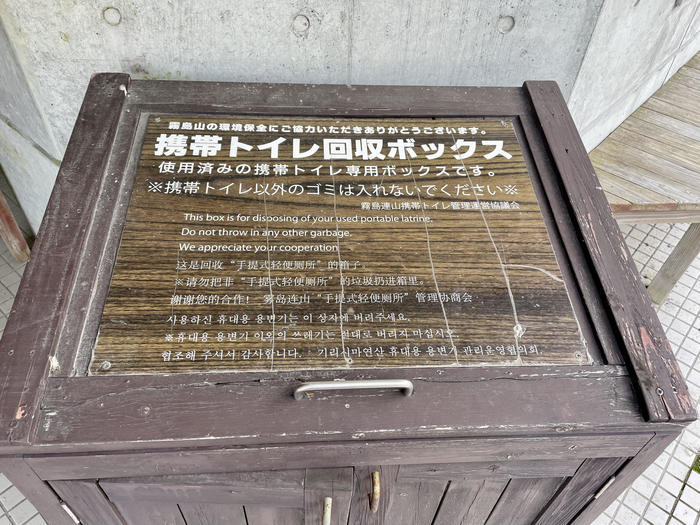 霧島山の環境保全にご協力いただきありがとうございます。
携帯トイレ回収ボックス
使用済みの携帯トイレ専用ボックスです。
※携帯トイレ以外のゴミは入れないでください※
霧島連山携帯トイレ管理運営協議会
This box is for disposing of your used portable latrine.
Do not throw in any other garbage.
We appreciate your cooperation
这是回收“手提式轻便厕所”的箱子。
※请勿把非“手提式轻便厕所”的垃圾扔进箱里。
谢谢您的合作！ 雾岛连山“手提式轻便厕所”管理协商会
사용하신 휴대용 용변기는 이 상자에 버려주세요.
※휴대용 용변기 이외의 쓰레기는 절대로 버리지 마십시오
협조해 주셔서 감사합니다. 기리시마연산 휴대용 용변기 관리운영협의회